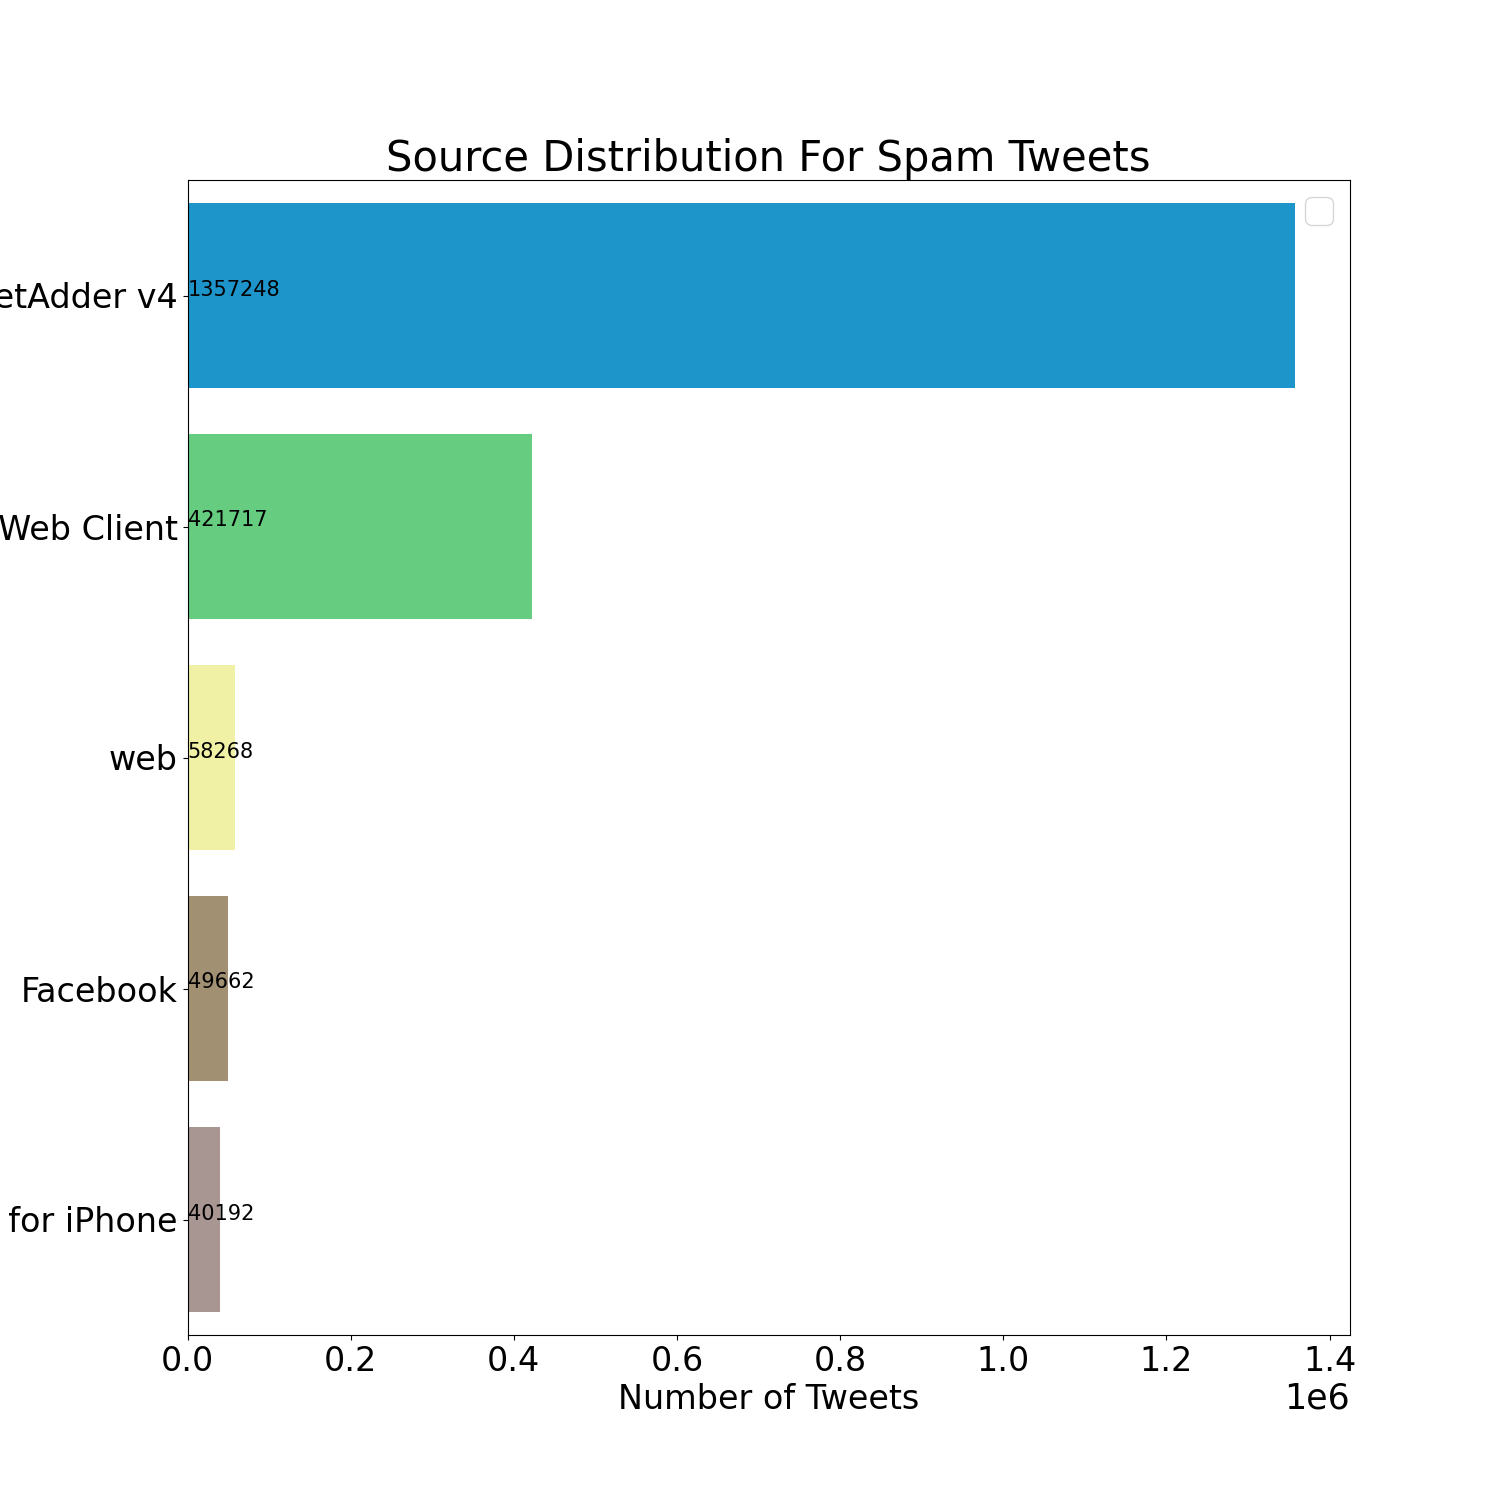 Source Distribution For Spam Tweets
etAdder v4
1357248
Web Client
421717
web
58268
Facebook
49662
for iPhone
40192
0.0 0.2 0.4 0.6 0.8 1.0 1.2 1.4
Number of Tweets
1e6